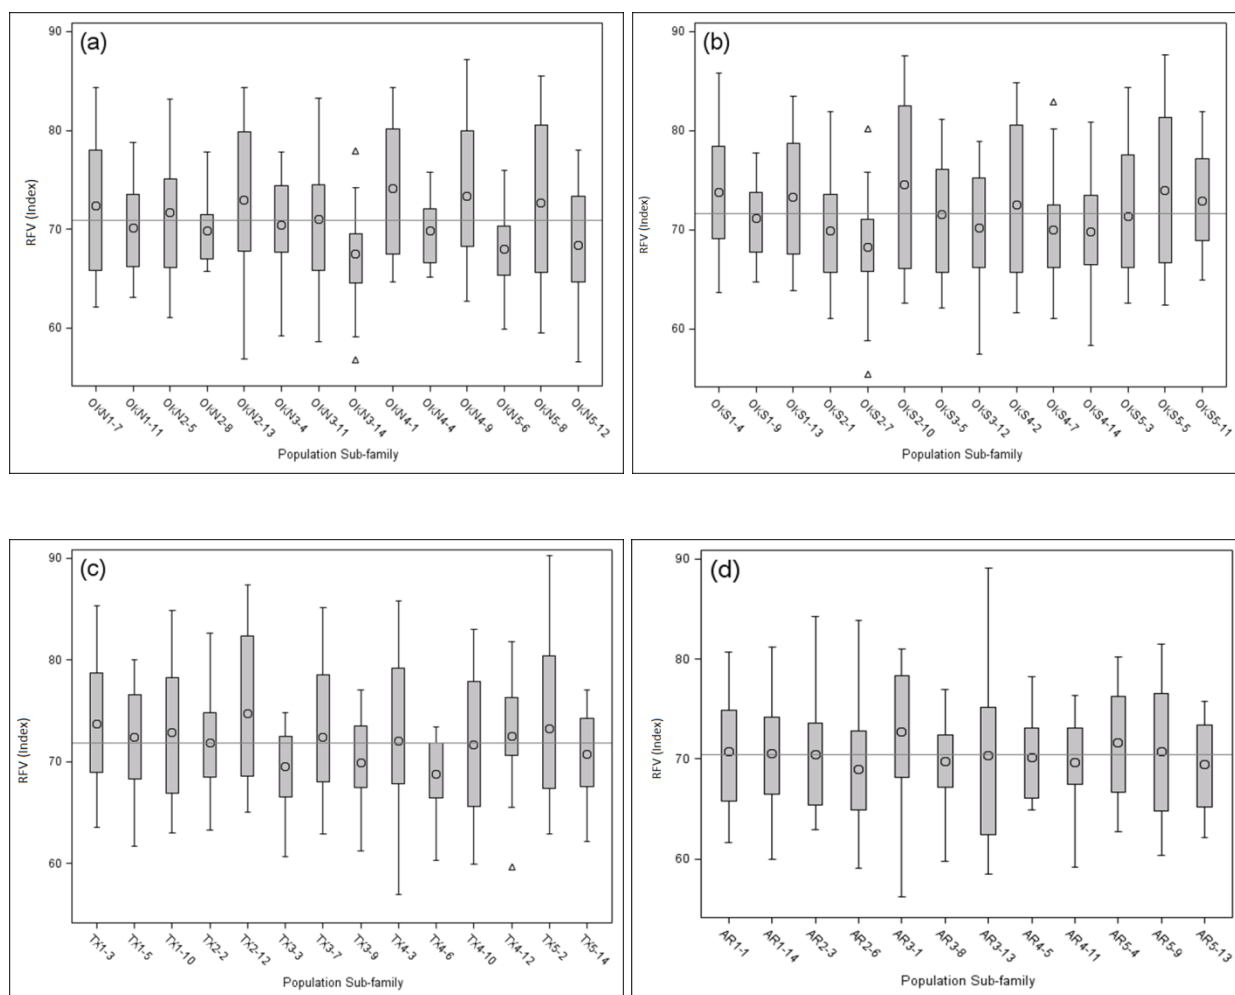 (a)
90
80
70
60
RFV (Index)
OkN1-7 OkN1-11 OkN2-5 OkN2-8 OkN2-13 OkN3-4 OkN3-11 OkN3-14 OkN4-1 OkN4-4 OkN4-9 OkN5-6 OkN5-8 OkN5-12
Population Sub-family
(b)
90
80
70
60
RFV (Index)
OkS1-4 OkS1-9 OkS1-13 OkS2-1 OkS2-7 OkS2-10 OkS3-5 OkS3-12 OkS4-2 OkS4-7 OkS4-14 OkS5-3 OkS5-5 OkS5-11
Population Sub-family
(c)
90
80
70
60
RFV (Index)
TX1-3 TX1-5 TX1-10 TX2-2 TX2-12 TX3-3 TX3-7 TX3-9 TX4-3 TX4-6 TX4-10 TX4-12 TX5-2 TX5-14
Population Sub-family
(d)
90
80
70
60
RFV (Index)
AR1-1 AR1-14 AR2-3 AR2-6 AR3-1 AR3-8 AR3-13 AR4-5 AR4-11 AR5-4 AR5-9 AR5-13
Population Sub-family